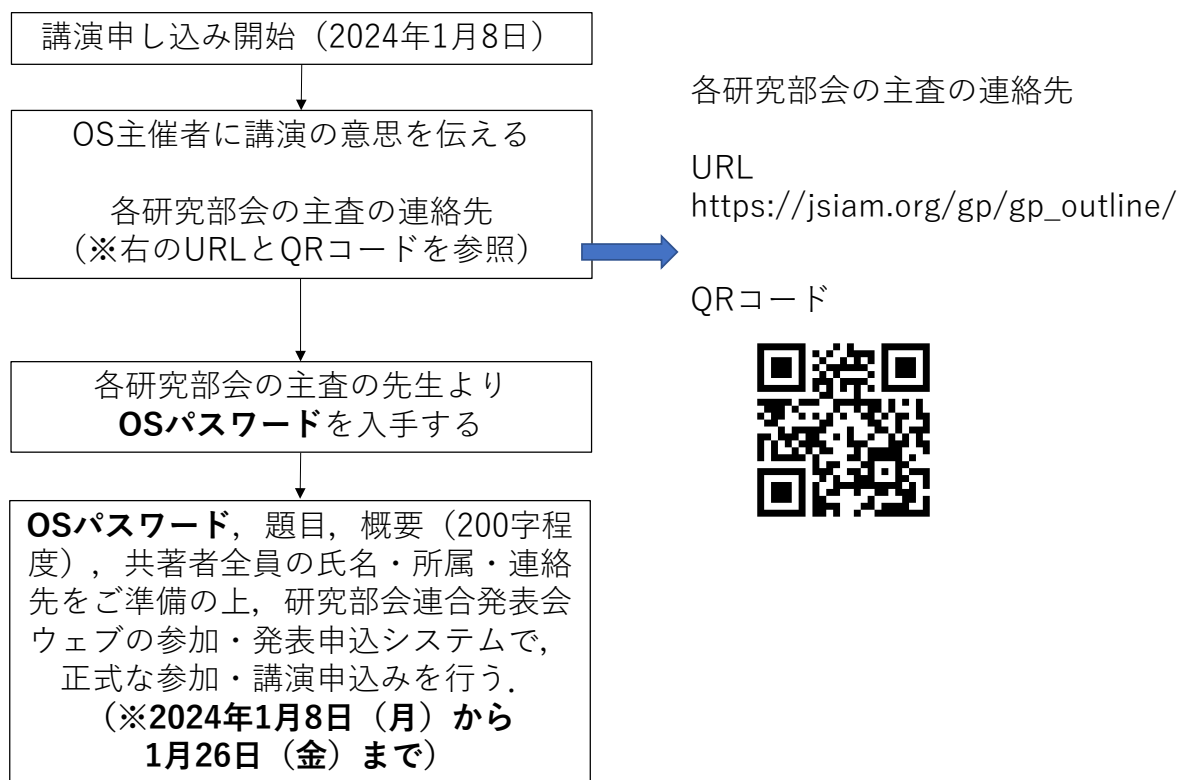 講演申し込み開始（2024年1月8日）
OS主催者に講演の意思を伝える
各研究部会の主査の連絡先
（※右のURLとQRコードを参照）
各研究部会の主査の先生より
OSパスワードを入手する
OSパスワード，題目，概要（200字程
度），共著者全員の氏名・所属・連絡
先をご準備の上，研究部会連合発表会
ウェブの参加・発表申込システムで，
正式な参加・講演申込みを行う．
（※2024年1月8日（月）から
1月26日（金）まで）
各研究部会の主査の連絡先
URL
https://jsiam.org/gp/gp_outline/
QRコード